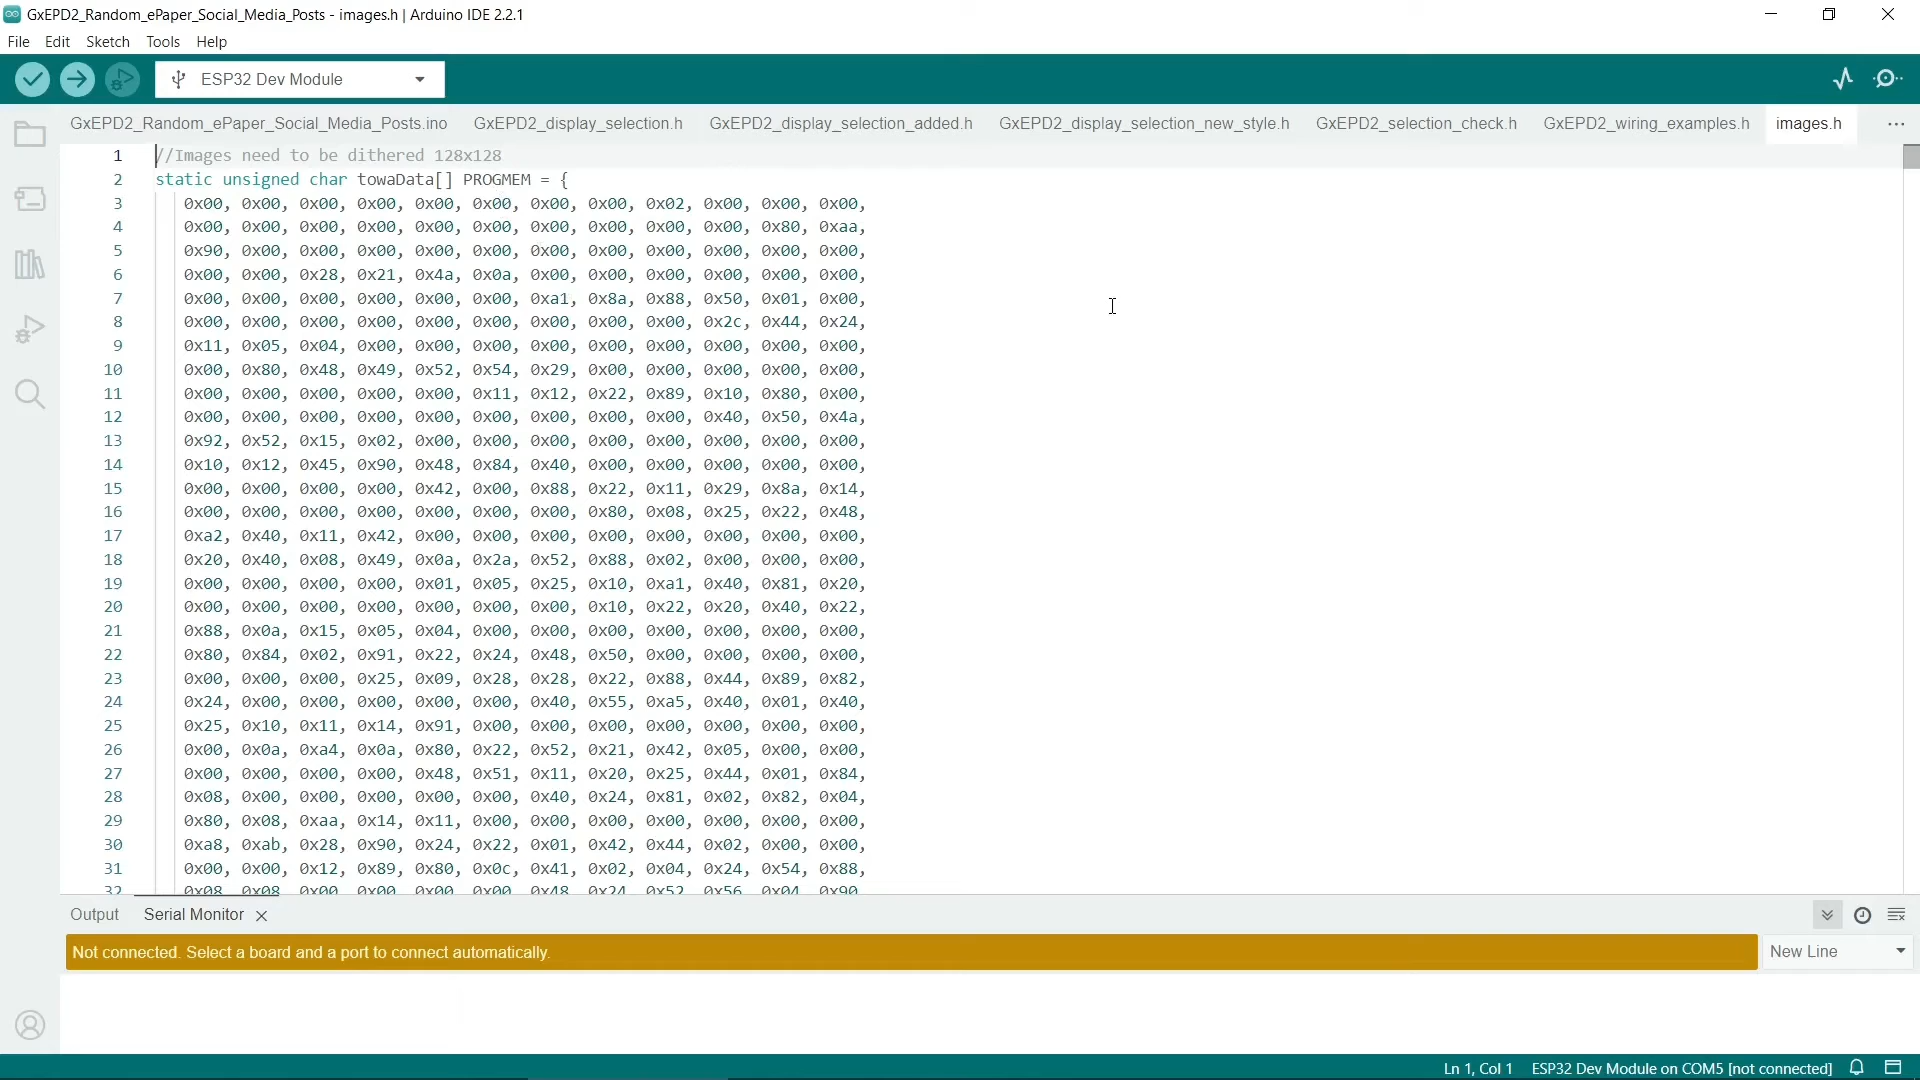 GxEPD2_Random_ePaper_Social_Media_Posts - images.h | Arduino IDE 2.2.1
File Edit Sketch Tools Help
ESP32 Dev Module
GxEPD2_Random_ePaper_Social_Media_Posts.ino GxEPD2_display_selection.h GxEPD2_display_selection_added.h GxEPD2_display_selection_new_style.h GxEPD2_selection_check.h GxEPD2_wiring_examples.h images.h ...
1 //Images need to be dithered 128x128
2 static unsigned char towaData[] PROGMEM = {
3 0x00, 0x00, 0x00, 0x00, 0x00, 0x00, 0x00, 0x00, 0x02, 0x00, 0x00, 0x00,
4 0x00, 0x00, 0x00, 0x00, 0x00, 0x00, 0x00, 0x00, 0x00, 0x00, 0x80, 0xaa,
5 0x90, 0x00, 0x00, 0x00, 0x00, 0x00, 0x00, 0x00, 0x00, 0x00, 0x00, 0x00,
6 0x00, 0x00, 0x28, 0x21, 0x4a, 0x0a, 0x00, 0x00, 0x00, 0x00, 0x00, 0x00,
7 0x00, 0x00, 0x00, 0x00, 0x00, 0x00, 0xa1, 0x8a, 0x88, 0x50, 0x01, 0x00,
8 0x00, 0x00, 0x00, 0x00, 0x00, 0x00, 0x00, 0x00, 0x00, 0x2c, 0x44, 0x24,
9 0x11, 0x05, 0x04, 0x00, 0x00, 0x00, 0x00, 0x00, 0x00, 0x00, 0x00, 0x00,
10 0x00, 0x80, 0x48, 0x49, 0x52, 0x54, 0x29, 0x00, 0x00, 0x00, 0x00, 0x00,
11 0x00, 0x00, 0x00, 0x00, 0x00, 0x11, 0x12, 0x22, 0x89, 0x10, 0x80, 0x00,
12 0x00, 0x00, 0x00, 0x00, 0x00, 0x00, 0x00, 0x00, 0x00, 0x40, 0x50, 0x4a,
13 0x92, 0x52, 0x15, 0x02, 0x00, 0x00, 0x00, 0x00, 0x00, 0x00, 0x00, 0x00,
14 0x10, 0x12, 0x45, 0x90, 0x48, 0x84, 0x40, 0x00, 0x00, 0x00, 0x00, 0x00,
15 0x00, 0x00, 0x00, 0x00, 0x42, 0x00, 0x88, 0x22, 0x11, 0x29, 0x8a, 0x14,
16 0x00, 0x00, 0x00, 0x00, 0x00, 0x00, 0x00, 0x80, 0x08, 0x25, 0x22, 0x48,
17 0xa2, 0x40, 0x11, 0x42, 0x00, 0x00, 0x00, 0x00, 0x00, 0x00, 0x00, 0x00,
18 0x20, 0x40, 0x08, 0x49, 0x0a, 0x2a, 0x52, 0x88, 0x02, 0x00, 0x00, 0x00,
19 0x00, 0x00, 0x00, 0x00, 0x01, 0x05, 0x25, 0x10, 0xa1, 0x40, 0x81, 0x20,
20 0x00, 0x00, 0x00, 0x00, 0x00, 0x00, 0x00, 0x10, 0x22, 0x20, 0x40, 0x22,
21 0x88, 0x0a, 0x15, 0x05, 0x04, 0x00, 0x00, 0x00, 0x00, 0x00, 0x00, 0x00,
22 0x80, 0x84, 0x02, 0x91, 0x22, 0x24, 0x48, 0x50, 0x00, 0x00, 0x00, 0x00,
23 0x00, 0x00, 0x00, 0x25, 0x09, 0x28, 0x28, 0x22, 0x88, 0x44, 0x89, 0x82,
24 0x24, 0x00, 0x00, 0x00, 0x00, 0x00, 0x40, 0x55, 0xa5, 0x40, 0x01, 0x40,
25 0x25, 0x10, 0x11, 0x14, 0x91, 0x00, 0x00, 0x00, 0x00, 0x00, 0x00, 0x00,
26 0x00, 0x0a, 0xa4, 0x0a, 0x80, 0x22, 0x52, 0x21, 0x42, 0x05, 0x00, 0x00,
27 0x00, 0x00, 0x00, 0x00, 0x48, 0x51, 0x11, 0x20, 0x25, 0x44, 0x01, 0x84,
28 0x08, 0x00, 0x00, 0x00, 0x00, 0x00, 0x40, 0x24, 0x81, 0x02, 0x82, 0x04,
29 0x80, 0x08, 0xaa, 0x14, 0x11, 0x00, 0x00, 0x00, 0x00, 0x00, 0x00, 0x00,
30 0xa8, 0xab, 0x28, 0x90, 0x24, 0x22, 0x01, 0x42, 0x44, 0x02, 0x00, 0x00,
31 0x00, 0x00, 0x12, 0x89, 0x80, 0x0c, 0x41, 0x02, 0x04, 0x24, 0x54, 0x88,
32 0x08, 0x08, 0x00, 0x00, 0x00, 0x00, 0x48, 0x24, 0x52, 0x56, 0x04, 0x90,
Output Serial Monitor
Not connected. Select a board and a port to connect automatically.
New Line
Ln 1, Col 1 ESP32 Dev Module on COM5 [not connected]